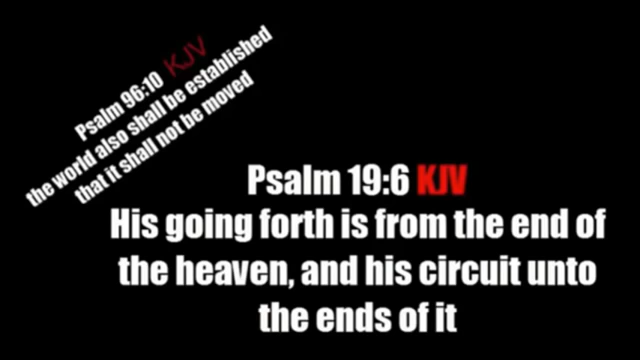 Psalm 96:10 KJV
the world also shall be established
that it shall not be moved
Psalm 19:6 KJV
His going forth is from the end of
the heaven, and his circuit unto
the ends of it